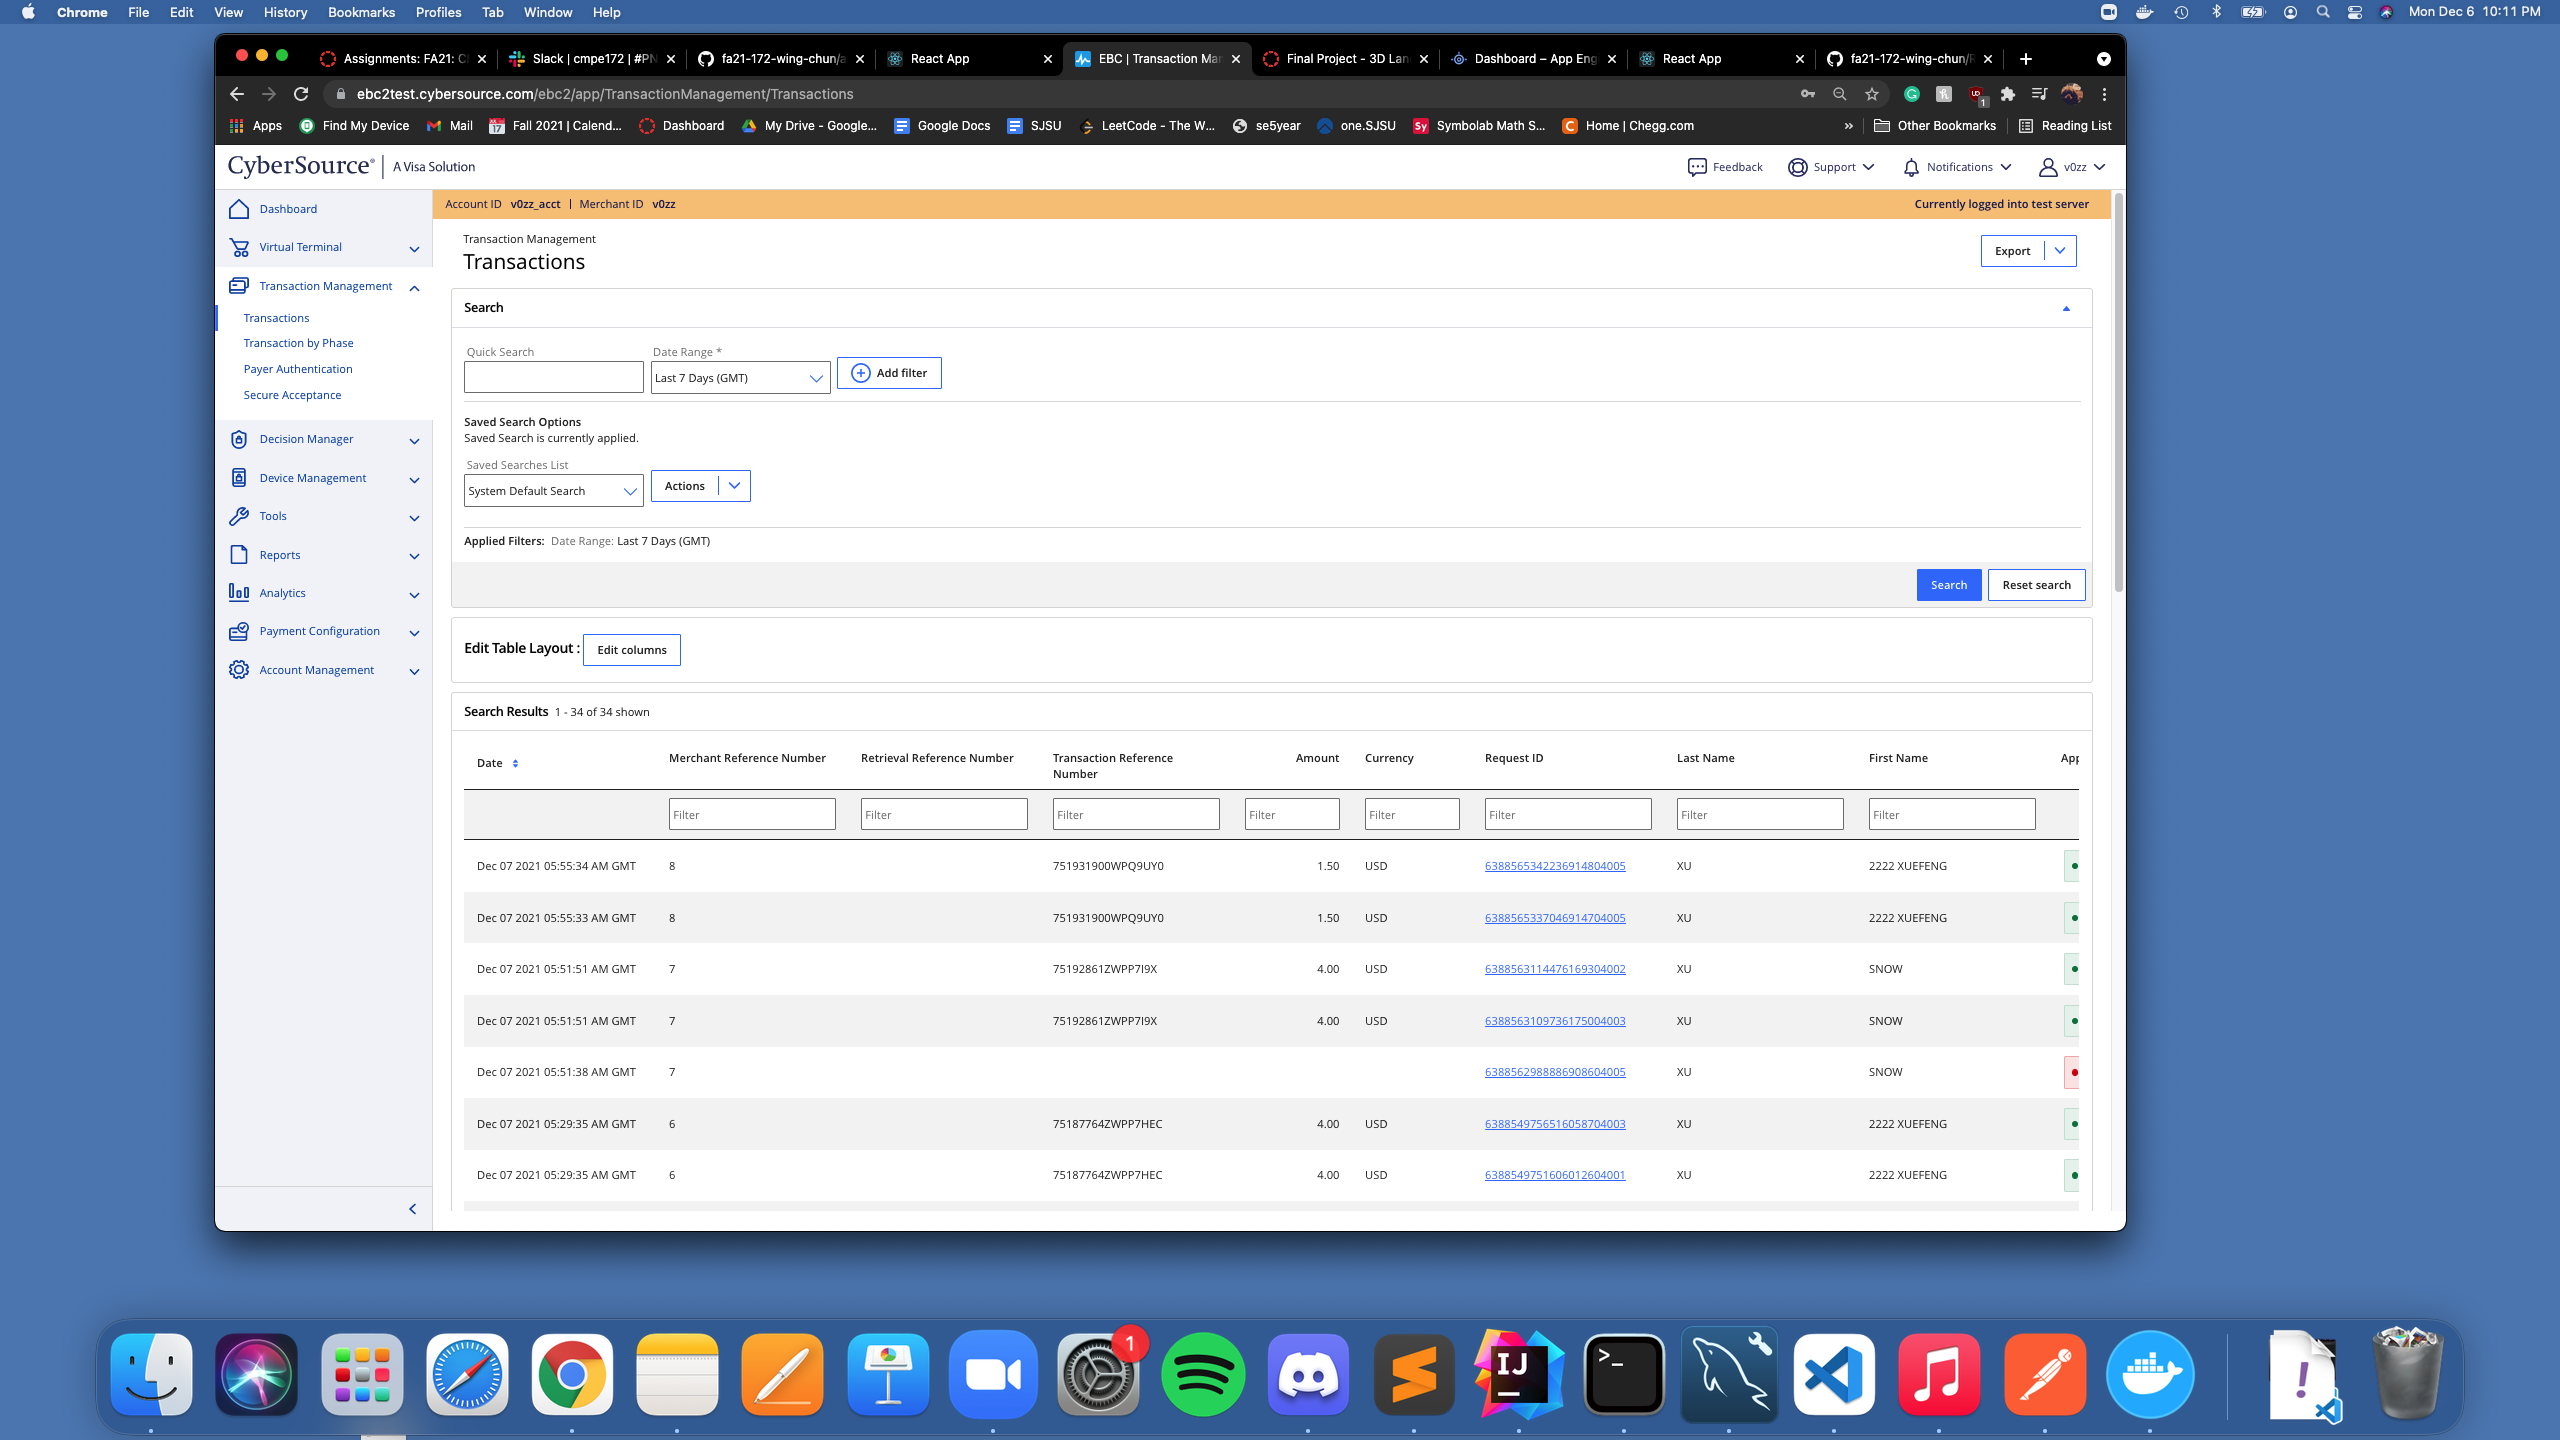 Chrome File Edit View History Bookmarks Profiles Tab Window Help Mon Dec 6 10:11 PM
Assignments: FA21: C Slack | cmpe172 | #PN fa21-172-wing-chun/a React App EBC | Transaction Mar Final Project - 3D Lan Dashboard – App Eng React App fa21-172-wing-chun/R
ebc2test.cybersource.com/ebc2/app/TransactionManagement/Transactions 1
Apps Find My Device Mail Fall 2021 | Calend... Dashboard My Drive - Google... Google Docs SJSU LeetCode - The W... se5year one.SJSU Symbolab Math S... Home | Chegg.com » Other Bookmarks Reading List
CyberSource® | A Visa Solution Feedback Support Notifications v0zz
Account ID v0zz_acct | Merchant ID v0zz Currently logged into test server
Dashboard
Virtual Terminal
Transaction Management
Transactions
Transaction by Phase
Payer Authentication
Secure Acceptance
Decision Manager
Device Management
Tools
Reports
Analytics
Payment Configuration
Account Management
Transaction Management
Transactions
Export
Search
Quick Search Date Range *
Last 7 Days (GMT) Add filter
Saved Search Options
Saved Search is currently applied.
Saved Searches List
System Default Search Actions
Applied Filters: Date Range: Last 7 Days (GMT)
Search Reset search
Edit Table Layout : Edit columns
Search Results 1 - 34 of 34 shown
Date Merchant Reference Number Retrieval Reference Number Transaction Reference Number Amount Currency Request ID Last Name First Name App
Filter Filter Filter Filter Filter Filter Filter Filter
Dec 07 2021 05:55:34 AM GMT 8 751931900WPQ9UY0 1.50 USD 6388565342236914804005 XU 2222 XUEFENG
Dec 07 2021 05:55:33 AM GMT 8 751931900WPQ9UY0 1.50 USD 6388565337046914704005 XU 2222 XUEFENG
Dec 07 2021 05:51:51 AM GMT 7 75192861ZWPP7I9X 4.00 USD 6388563114476169304002 XU SNOW
Dec 07 2021 05:51:51 AM GMT 7 75192861ZWPP7I9X 4.00 USD 6388563109736175004003 XU SNOW
Dec 07 2021 05:51:38 AM GMT 7 6388562988886908604005 XU SNOW
Dec 07 2021 05:29:35 AM GMT 6 75187764ZWPP7HEC 4.00 USD 6388549756516058704003 XU 2222 XUEFENG
Dec 07 2021 05:29:35 AM GMT 6 75187764ZWPP7HEC 4.00 USD 6388549751606012604001 XU 2222 XUEFENG
1
IJ
>_
!